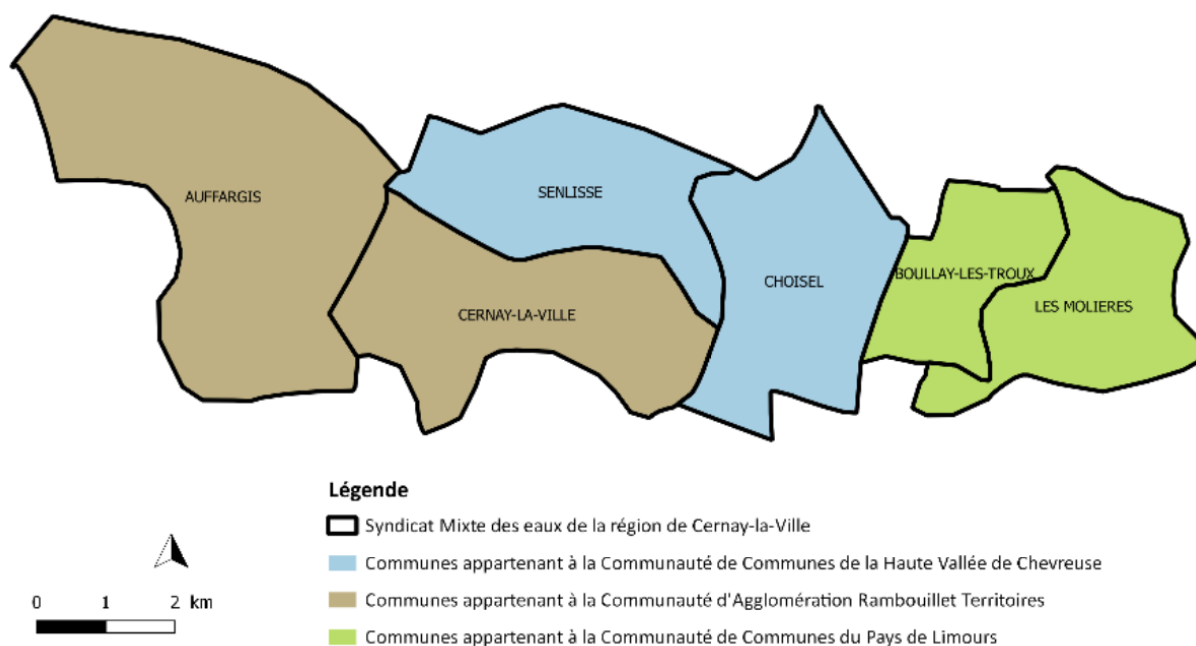 AUFFARGIS
SENLISSE
CHOISEL
BOULLAY-LES-TROUX
LES MOLIERES
CERNAY-LA-VILLE
Légende
Syndicat Mixte des eaux de la région de Cernay-la-Ville
Communes appartenant à la Communauté de Communes de la Haute Vallée de Chevreuse
Communes appartenant à la Communauté d'Agglomération Rambouillet Territoires
Communes appartenant à la Communauté de Communes du Pays de Limours
0 1 2 km